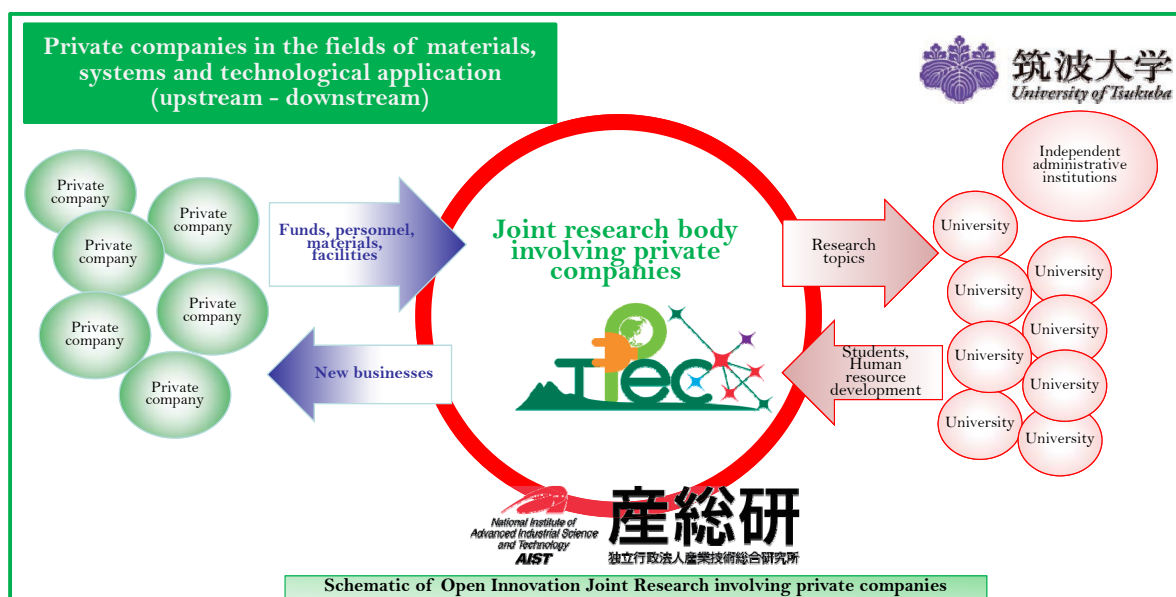 Private companies in the fields of materials,
systems and technological application
(upstream - downstream)
筑波大学
University of Tsukuba
Independent
administrative
institutions
Private
company
Private
company
Private
company
Private
company
Private
company
Private
company
Funds, personnel,
materials,
facilities
New businesses
Joint research body
involving private
companies
TPEC
Research
topics
Students,
Human
resource
development
University
University
University
University
University
University
University
University
University
National Institute of
Advanced Industrial Science
and Technology
AIST
産総研
独立行政法人産業技術総合研究所
Schematic of Open Innovation Joint Research involving private companies